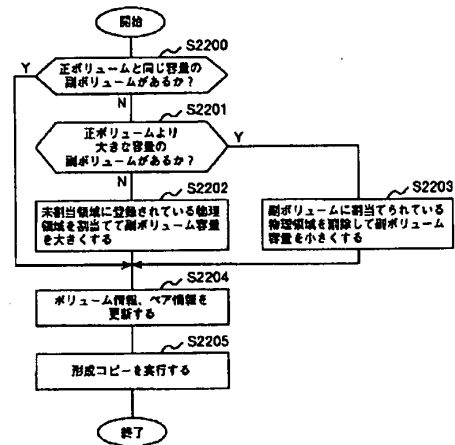 開始
S2200
正ボリュームと同じ容量の
副ボリュームがあるか？
Y
N
S2201
正ボリュームより
大きな容量の
副ボリュームがあるか？
Y
N
S2202
未割当領域に登録されている物理
領域を割当てて副ボリューム容量
を大きくする
S2203
副ボリュームに割当てられている
物理領域を削除して副ボリューム
容量を小さくする
S2204
ボリューム情報、ペア情報を
更新する
S2205
形成コピーを実行する
終了